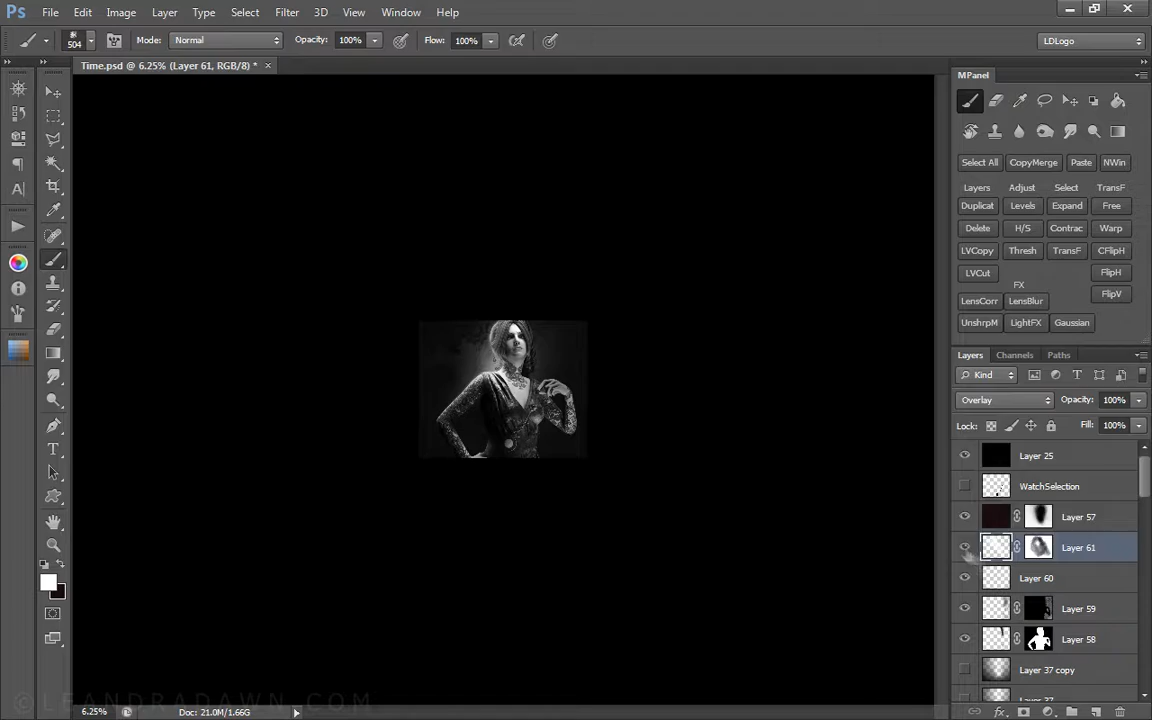 Ps File Edit Image Layer Type Select Filter 3D View Window Help
504 Mode: Normal Opacity: 100% Flow: 100% LDLogo
Time.psd @ 6.25% (Layer 61, RGB/8) * ×
MPanel
Select All CopyMerge Paste NWin
Layers Adjust Select TransF
Duplicat Levels Expand Free
Delete H/S Contrac Warp
LVCopy Thresh TransF CFlipH
LVCut FlipH
FX
LensCorr LensBlur FlipV
UnshrpM LightFX Gaussian
Layers Channels Paths
Kind
Overlay Opacity: 100%
Lock: Fill: 100%
Layer 25
WatchSelection
Layer 57
Layer 61
Layer 60
Layer 59
Layer 58
Layer 37 copy
Layer 37
©LEANDRADAWN.COM
6.25% Doc: 21.0M/1.66G